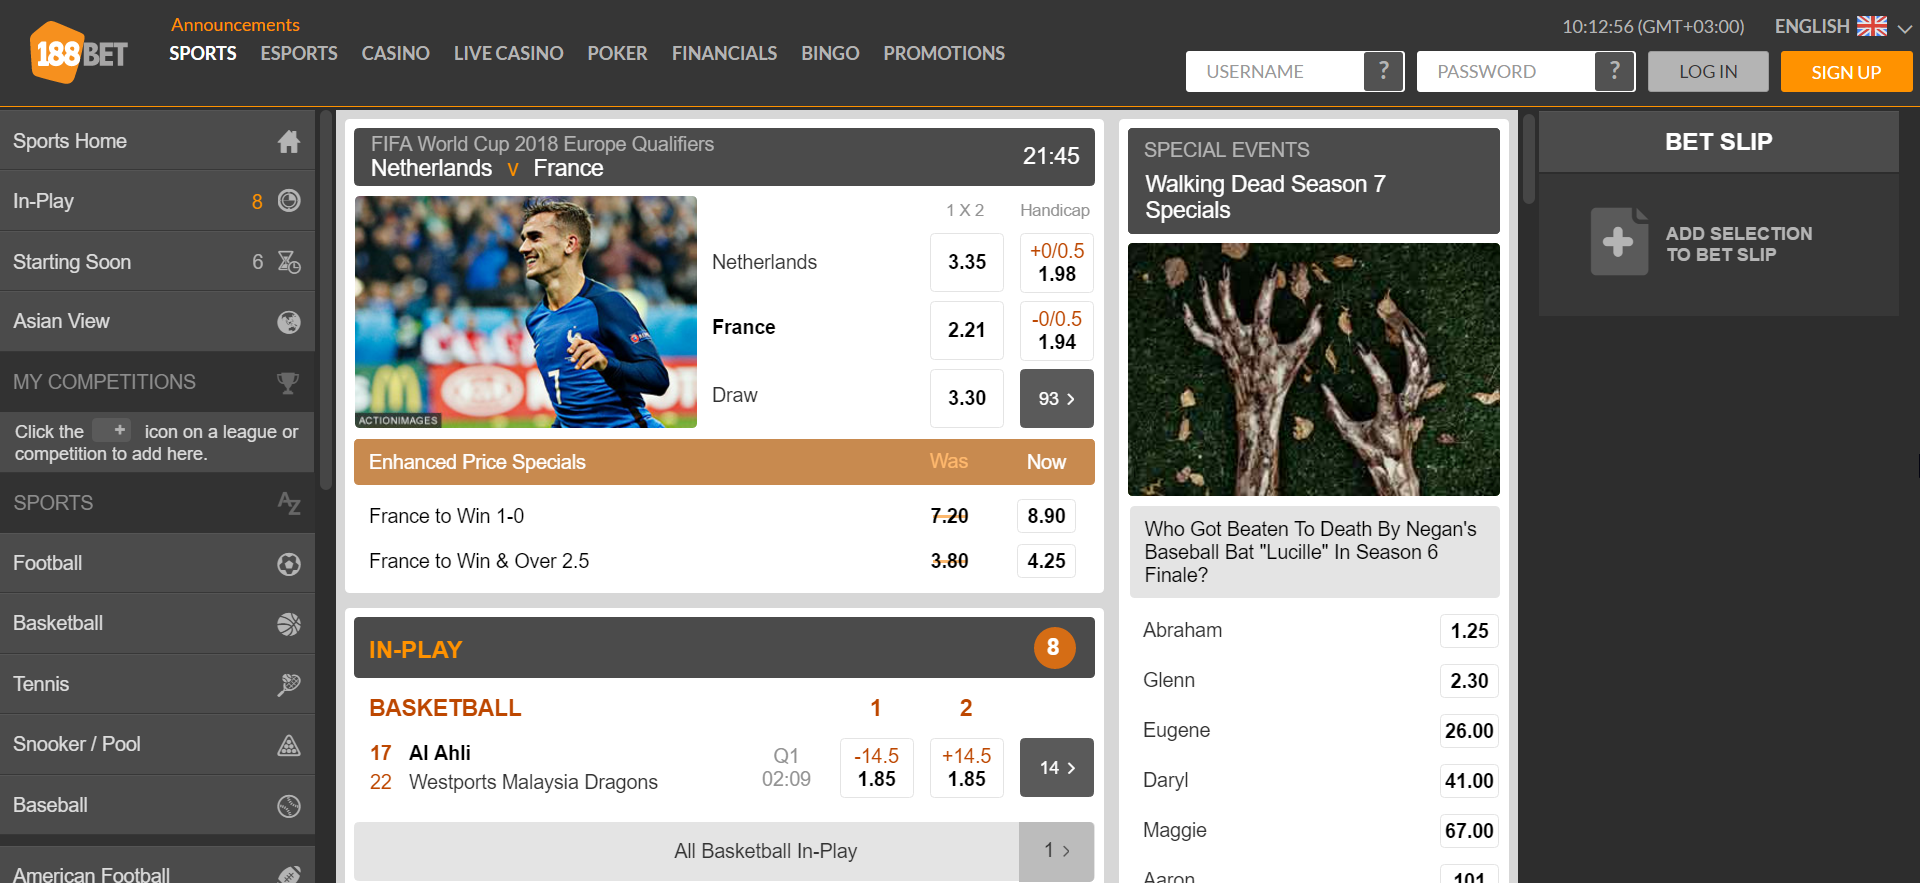 Announcements
188BET
SPORTS ESPORTS CASINO LIVE CASINO POKER FINANCIALS BINGO PROMOTIONS
10:12:56 (GMT+03:00) ENGLISH
USERNAME ? PASSWORD ? LOG IN SIGN UP
Sports Home
In-Play 8
Starting Soon 6
Asian View
MY COMPETITIONS
Click the + icon on a league or
competition to add here.
SPORTS AZ
Football
Basketball
Tennis
Snooker / Pool
Baseball
American Football
FIFA World Cup 2018 Europe Qualifiers
Netherlands v France 21:45
1 X 2 Handicap
Netherlands 3.35 +0/0.5 1.98
France 2.21 -0/0.5 1.94
Draw 3.30 93 >
7
ACTIONIMAGES
Enhanced Price Specials Was Now
France to Win 1-0 7.20 8.90
France to Win & Over 2.5 3.80 4.25
IN-PLAY 8
BASKETBALL 1 2
17 Al Ahli
22 Westports Malaysia Dragons
Q1
02:09
-14.5 +14.5
1.85 1.85
14 >
All Basketball In-Play 1 >
SPECIAL EVENTS
Walking Dead Season 7
Specials
Who Got Beaten To Death By Negan's
Baseball Bat "Lucille" In Season 6
Finale?
Abraham 1.25
Glenn 2.30
Eugene 26.00
Daryl 41.00
Maggie 67.00
Aaron 101
BET SLIP
ADD SELECTION
TO BET SLIP